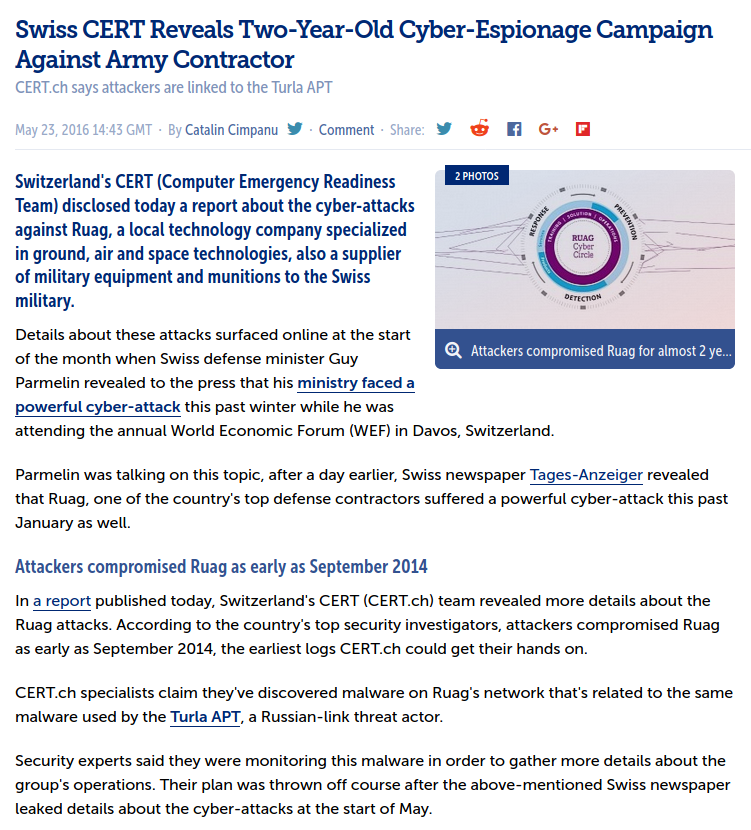 Swiss CERT Reveals Two-Year-Old Cyber-Espionage Campaign
Against Army Contractor
CERT.ch says attackers are linked to the Turla APT
May 23, 2016 14:43 GMT · By Catalin Cimpanu · Comment · Share:
2 PHOTOS
RESPONSE
PREVENTION
DETECTION
TRAINING | SOLUTION | OPERATIONS
RUAG
Cyber
Circle
Attackers compromised Ruag for almost 2 ye...
Switzerland's CERT (Computer Emergency Readiness
Team) disclosed today a report about the cyber-attacks
against Ruag, a local technology company specialized
in ground, air and space technologies, also a supplier
of military equipment and munitions to the Swiss
military.
Details about these attacks surfaced online at the start
of the month when Swiss defense minister Guy
Parmelin revealed to the press that his ministry faced a
powerful cyber-attack this past winter while he was
attending the annual World Economic Forum (WEF) in Davos, Switzerland.
Parmelin was talking on this topic, after a day earlier, Swiss newspaper Tages-Anzeiger revealed
that Ruag, one of the country's top defense contractors suffered a powerful cyber-attack this past
January as well.
Attackers compromised Ruag as early as September 2014
In a report published today, Switzerland's CERT (CERT.ch) team revealed more details about the
Ruag attacks. According to the country's top security investigators, attackers compromised Ruag
as early as September 2014, the earliest logs CERT.ch could get their hands on.
CERT.ch specialists claim they've discovered malware on Ruag's network that's related to the same
malware used by the Turla APT, a Russian-link threat actor.
Security experts said they were monitoring this malware in order to gather more details about the
group's operations. Their plan was thrown off course after the above-mentioned Swiss newspaper
leaked details about the cyber-attacks at the start of May.